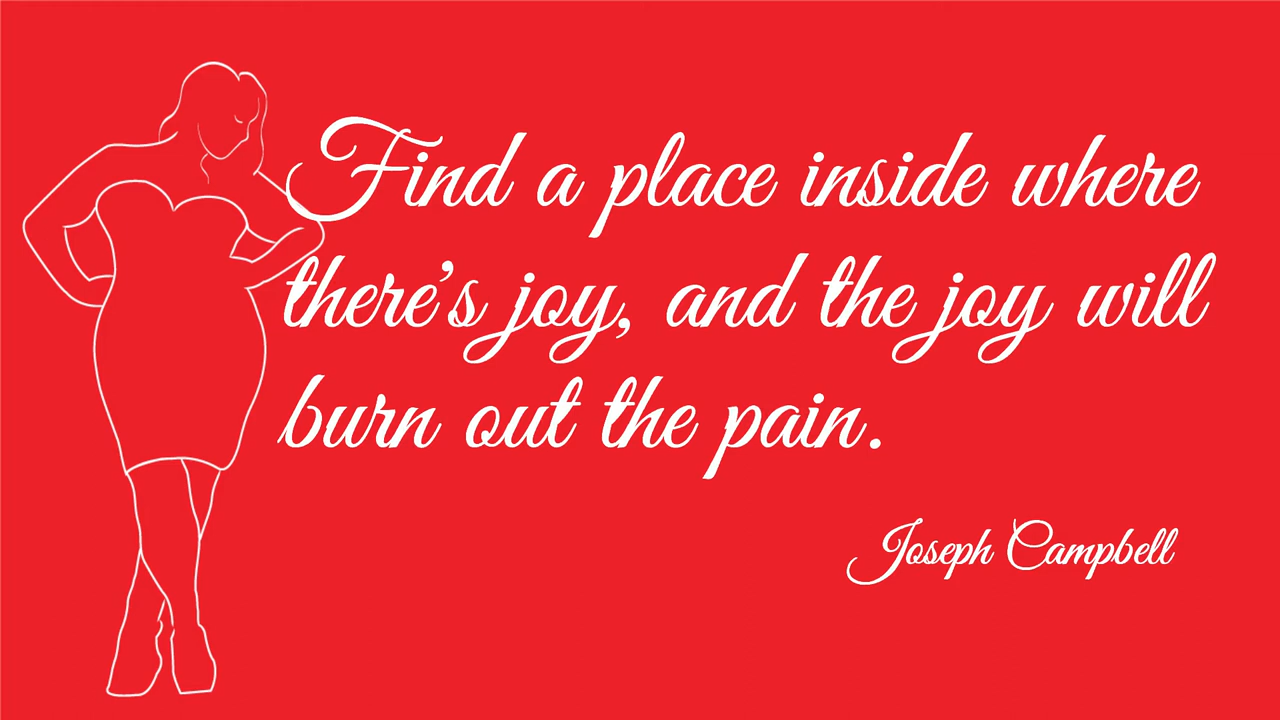 Find a place inside where
there's joy, and the joy will
burn out the pain.
Joseph Campbell